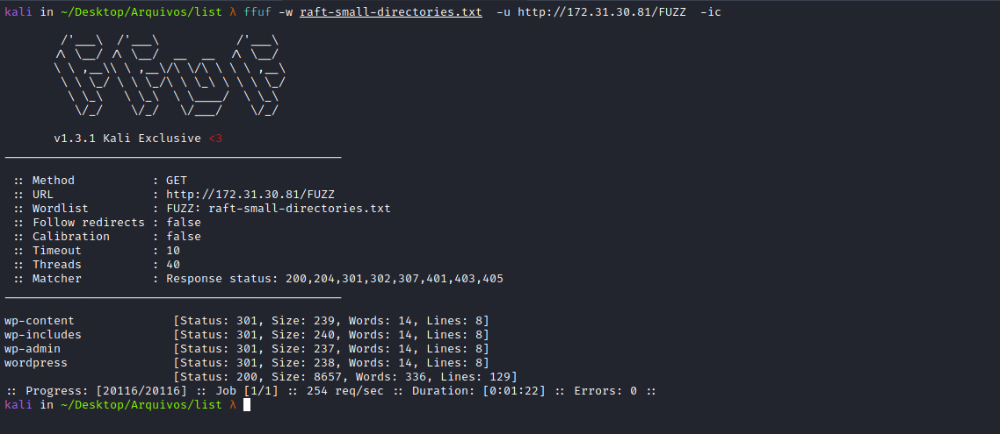 kali in ~/Desktop/Arquivos/list λ ffuf -w raft-small-directories.txt  -u http://172.31.30.81/FUZZ  -ic
        /'___\  /'___\           /'___\
       /\ \__/ /\ \__/  __  __  /\ \__/
       \ \ ,__\\ \ ,__\/\ \/\ \ \ \ ,__\
        \ \ \_/ \ \ \_/\ \ \_\ \ \ \ \_/
         \ \_\   \ \_\  \ \____/  \ \_\
          \/_/    \/_/   \/___/    \/_/
       v1.3.1 Kali Exclusive <3
________________________________________________
 :: Method           : GET
 :: URL              : http://172.31.30.81/FUZZ
 :: Wordlist         : FUZZ: raft-small-directories.txt
 :: Follow redirects : false
 :: Calibration      : false
 :: Timeout          : 10
 :: Threads          : 40
 :: Matcher          : Response status: 200,204,301,302,307,401,403,405
________________________________________________
wp-content              [Status: 301, Size: 239, Words: 14, Lines: 8]
wp-includes             [Status: 301, Size: 240, Words: 14, Lines: 8]
wp-admin                [Status: 301, Size: 237, Words: 14, Lines: 8]
wordpress               [Status: 301, Size: 238, Words: 14, Lines: 8]
                        [Status: 200, Size: 8657, Words: 336, Lines: 129]
:: Progress: [20116/20116] :: Job [1/1] :: 254 req/sec :: Duration: [0:01:22] :: Errors: 0 ::
kali in ~/Desktop/Arquivos/list λ